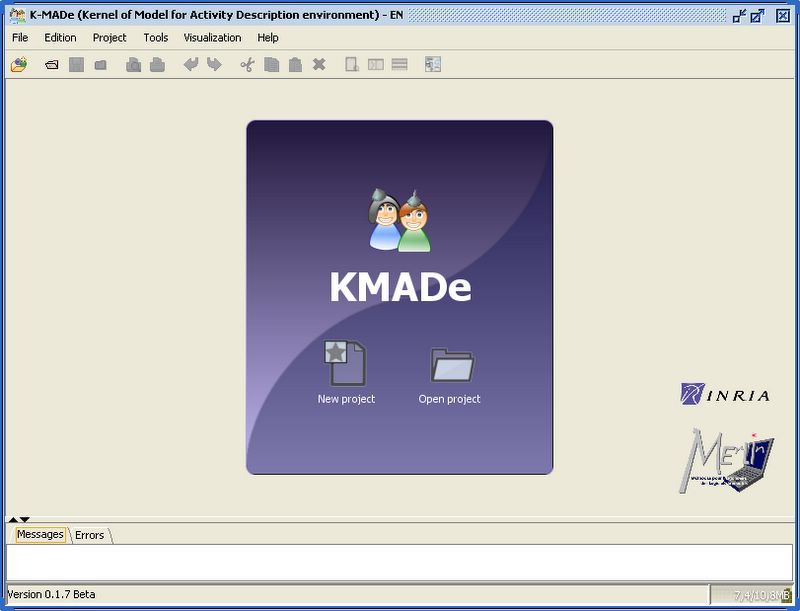 K-MADe (Kernel of Model for Activity Description environment) - EN
File Edition Project Tools Visualization Help
KMADe
New project Open project
INRIA
MErlIn
Messages Errors
Version 0.1.7 Beta
7,4/10,8MB